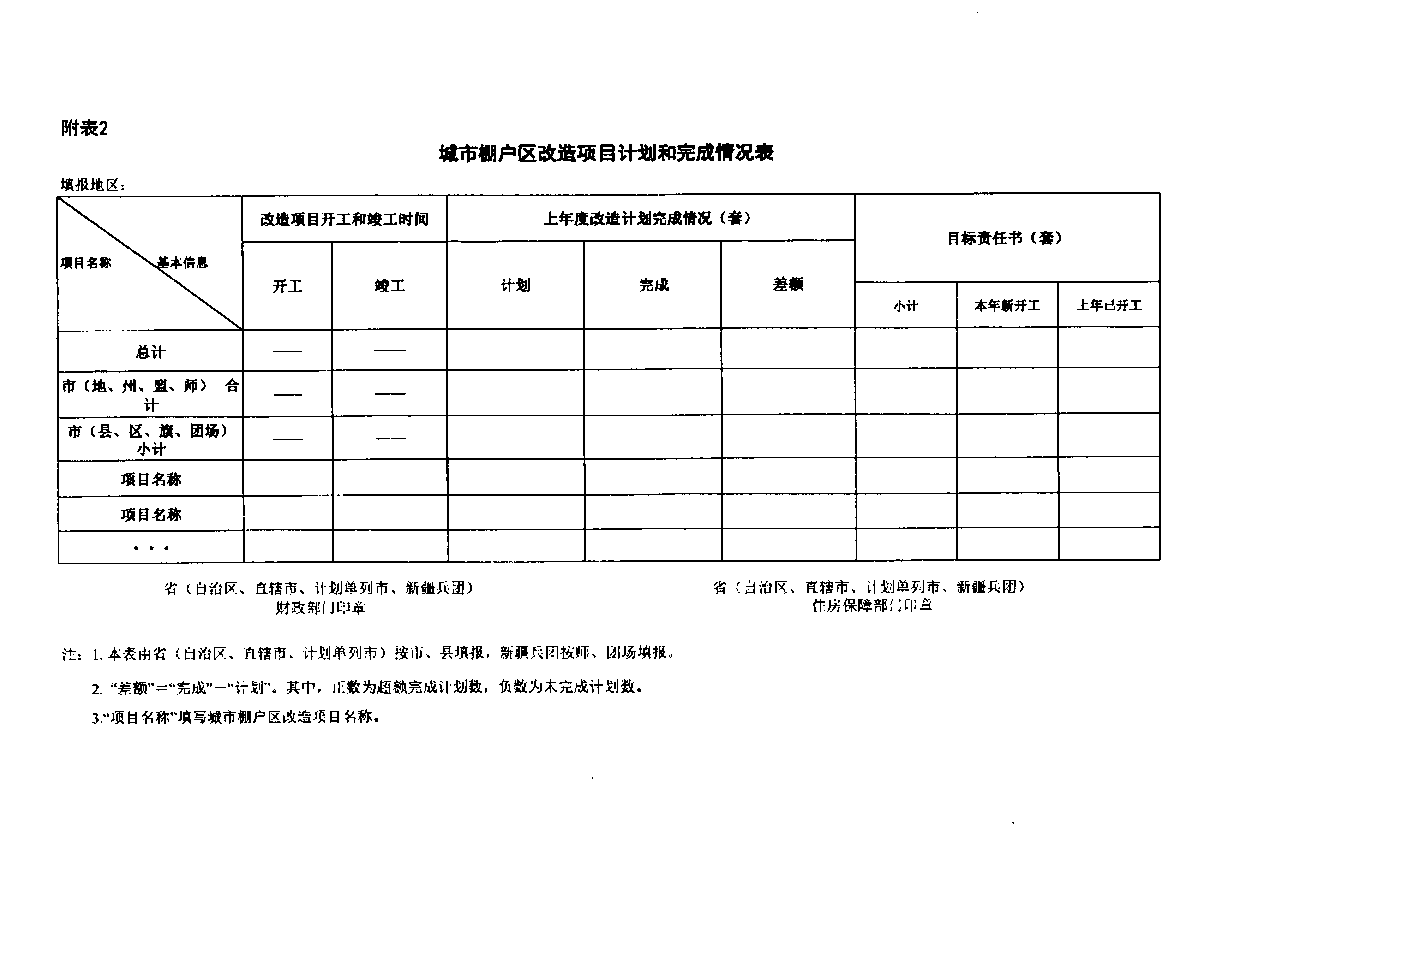 附表2
城市棚户区改造项目计划和完成情况表
填报地区：
项目名称 基本信息
改造项目开工和竣工时间
上年度改造计划完成情况（套）
目标责任书（套）
开工 竣工 计划 完成 差额
小计 本年新开工 上年已开工
总计 —— ——
市（地、州、盟、师） 合
计 —— ——
市（县、区、旗、团场）
小计 —— ——
项目名称
项目名称
· · ·
省（自治区、直辖市、计划单列市、新疆兵团）
财政部门印章
省（自治区、直辖市、计划单列市、新疆兵团）
住房保障部门印章
注：1. 本表由省（自治区、直辖市、计划单列市）按市、县填报，新疆兵团按师、团场填报。
2. “差额”=“完成”-“计划”。其中，正数为超额完成计划数，负数为未完成计划数。
3.“项目名称”填写城市棚户区改造项目名称。